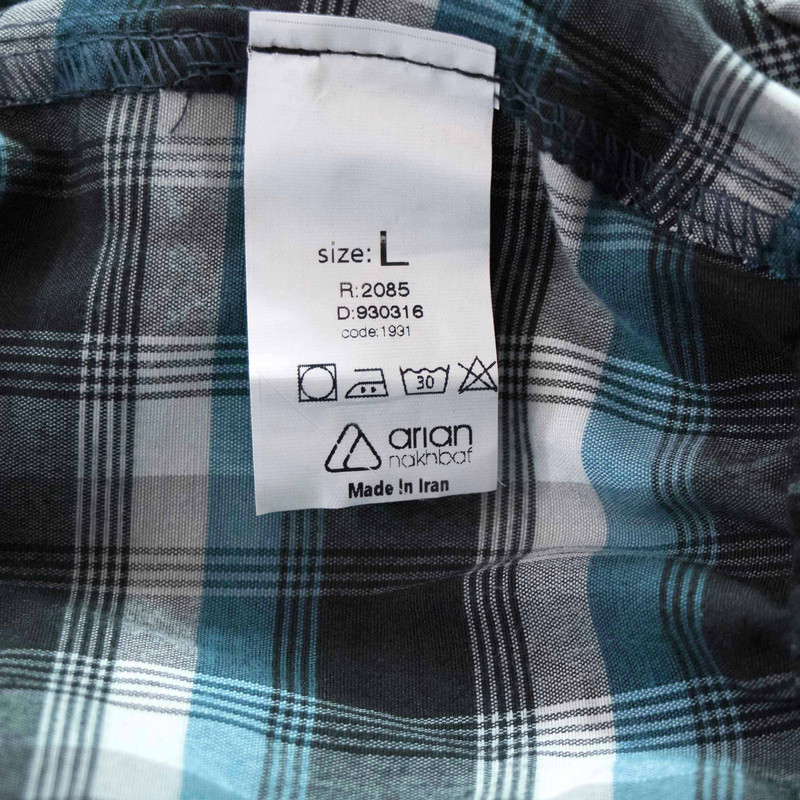 size: L
R:2085
D:930316
code:1931
30
arian
nakhbaf
Made In Iran